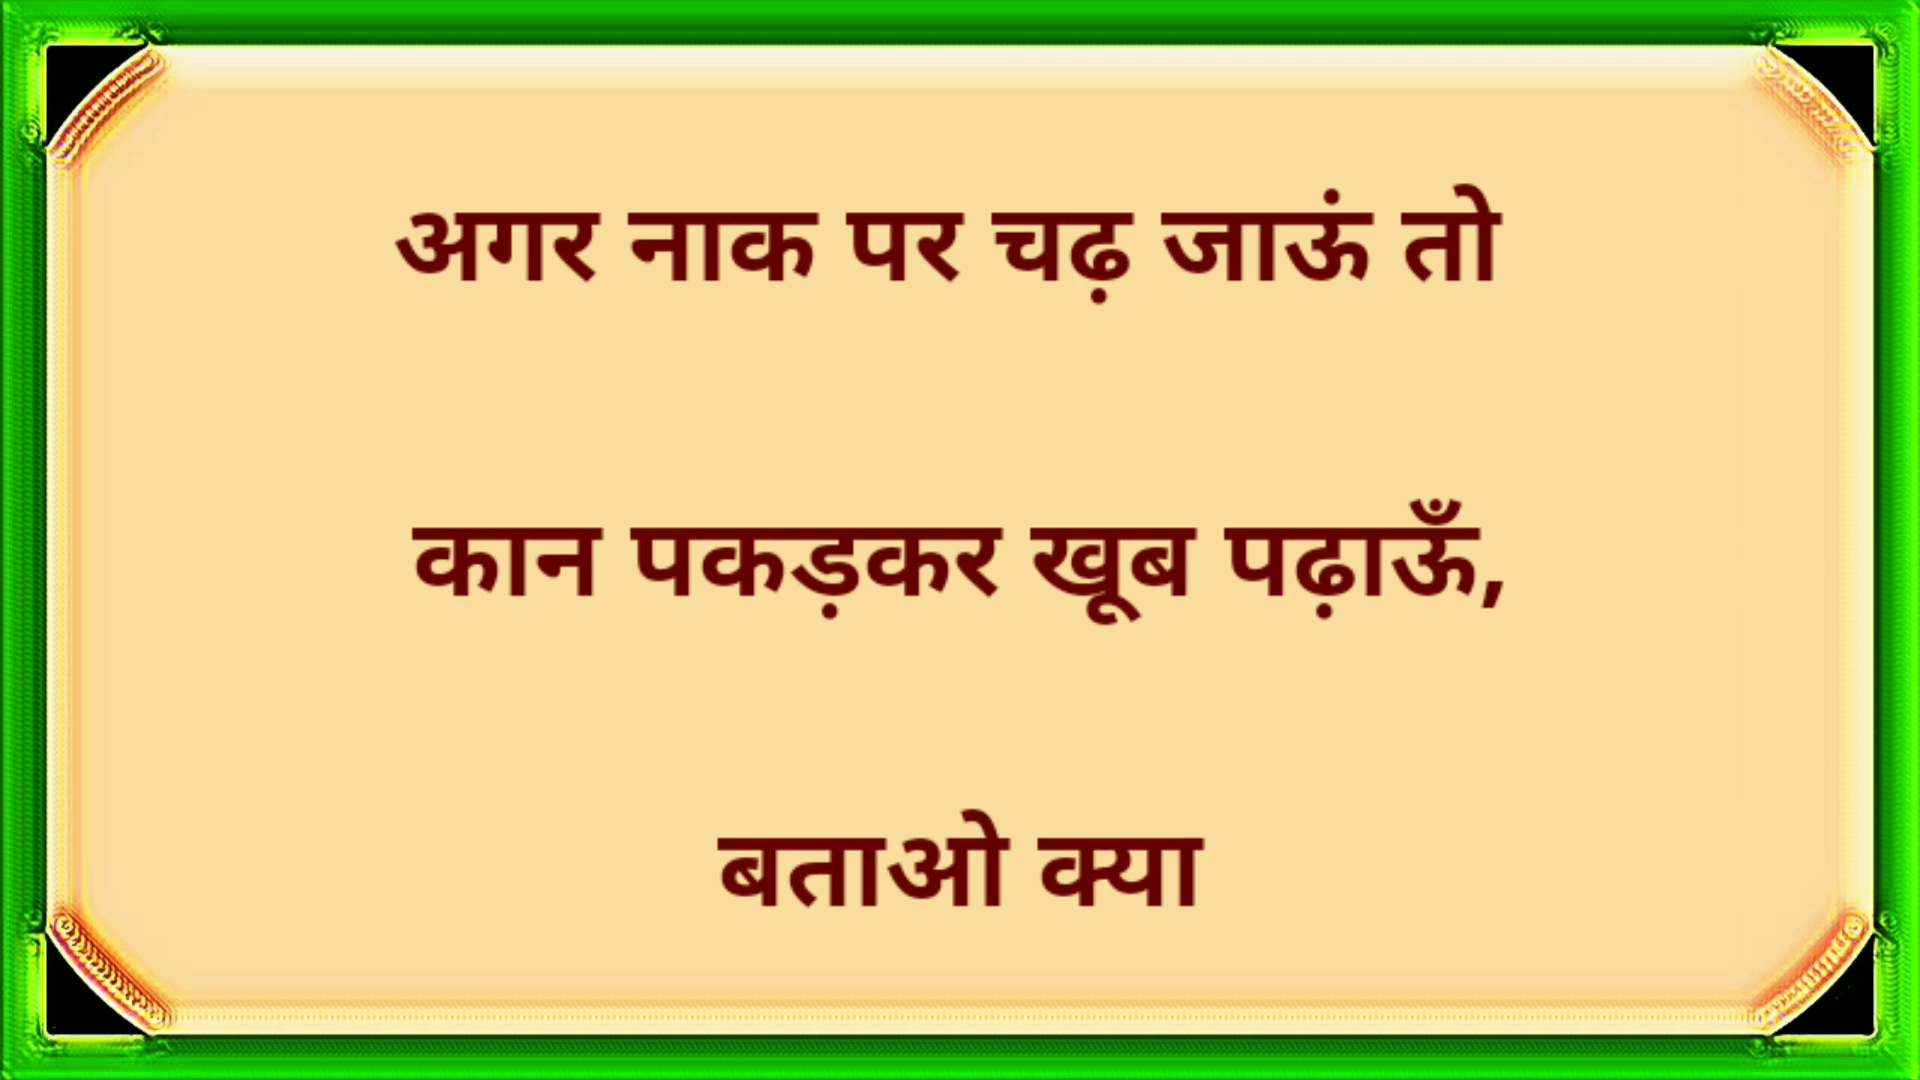 अगर नाक पर चढ़ जाऊं तो
कान पकड़कर खूब पढ़ाऊँ,
बताओ क्या